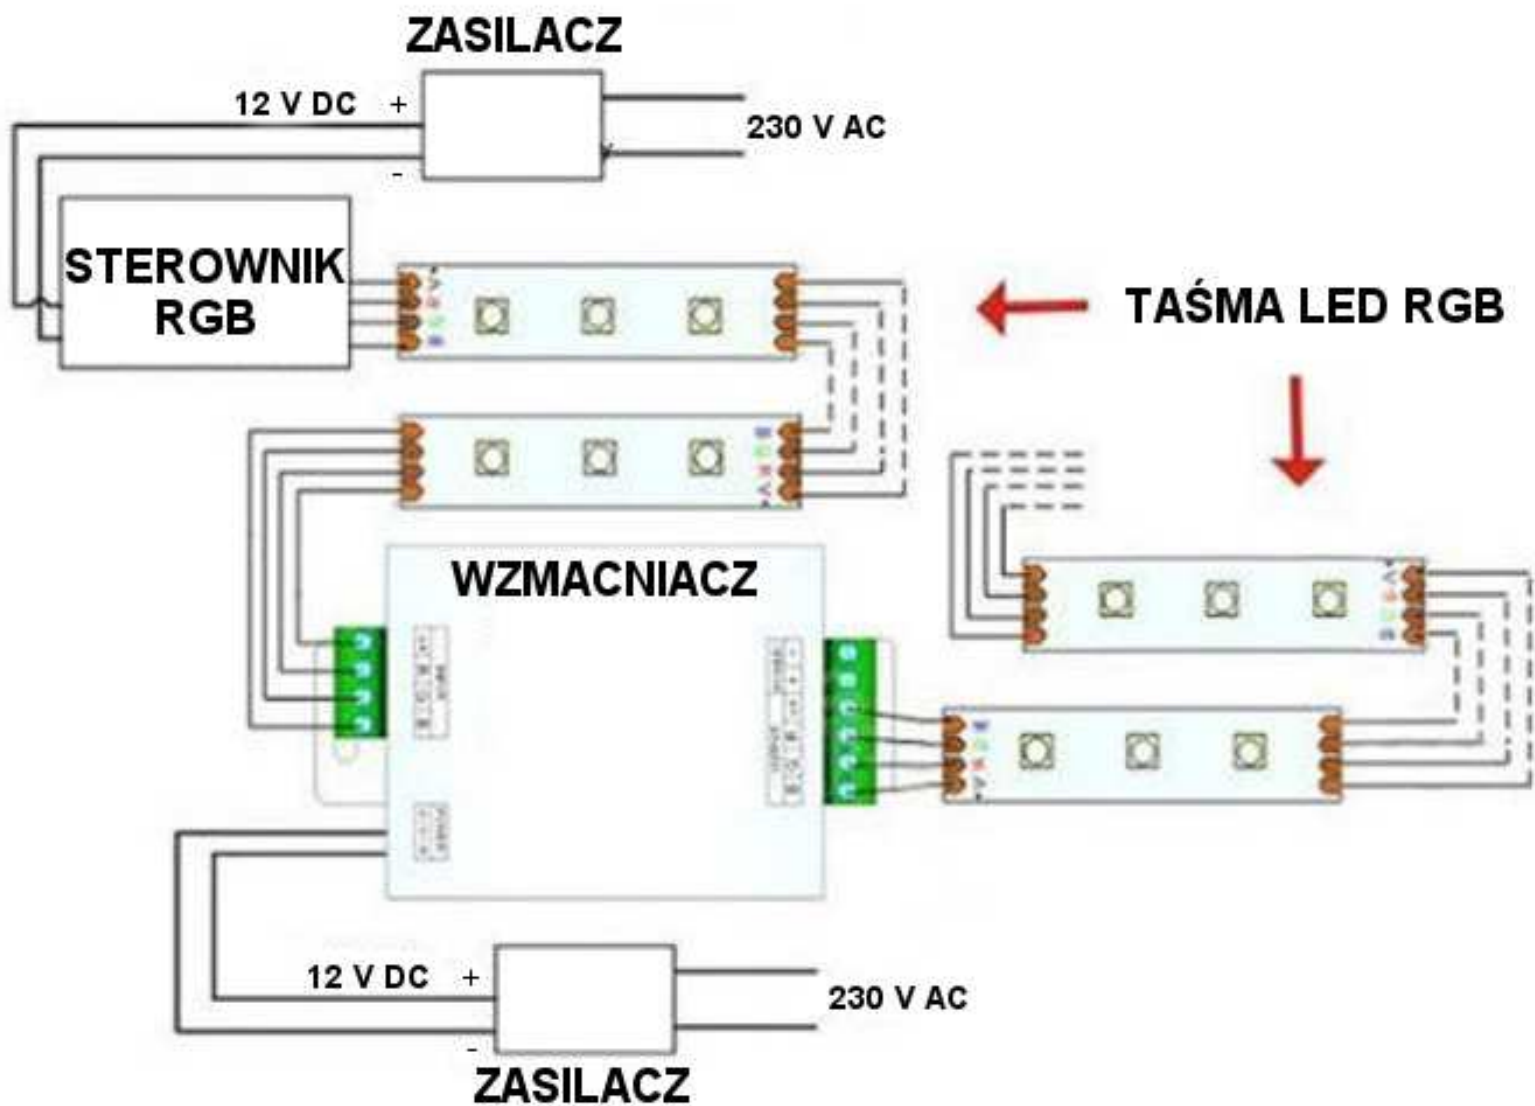 ZASILACZ
12 V DC +
230 V AC
-
STEROWNIK
RGB
TAŚMA LED RGB
WZMACNIACZ
12 V DC +
230 V AC
-
ZASILACZ